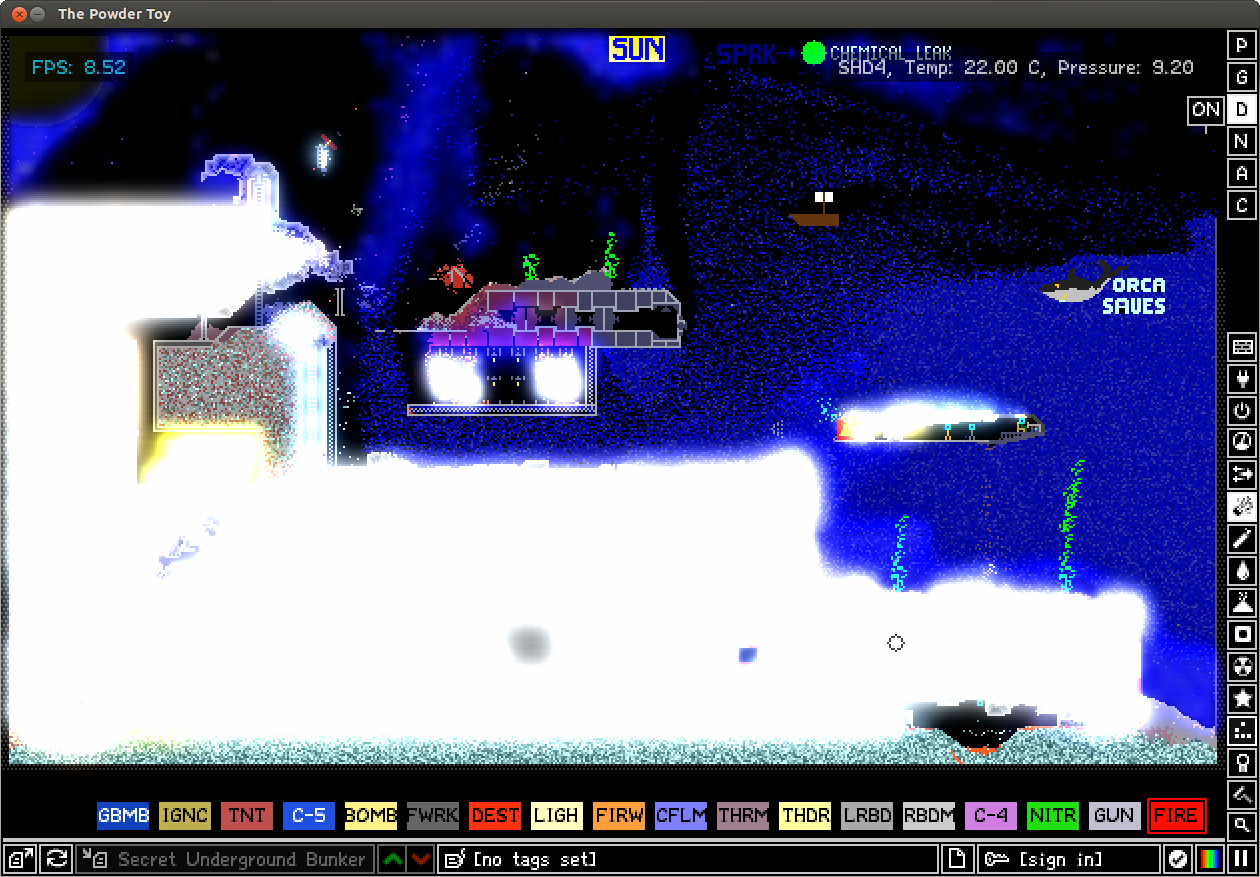 The Powder Toy
FPS: 8.52
SUN
SPRK→
CHEMICAL LEAK
SHD4, Temp: 22.00 C, Pressure: 9.20
P
G
ON D
N
A
C
ORCA
SAVES
GBMB IGNC TNT C-5 BOMB FWRK DEST LIGH FIRW CFLM THRM THDR LRBD RBDM C-4 NITR GUN FIRE
Secret Underground Bunker [no tags set] [sign in]